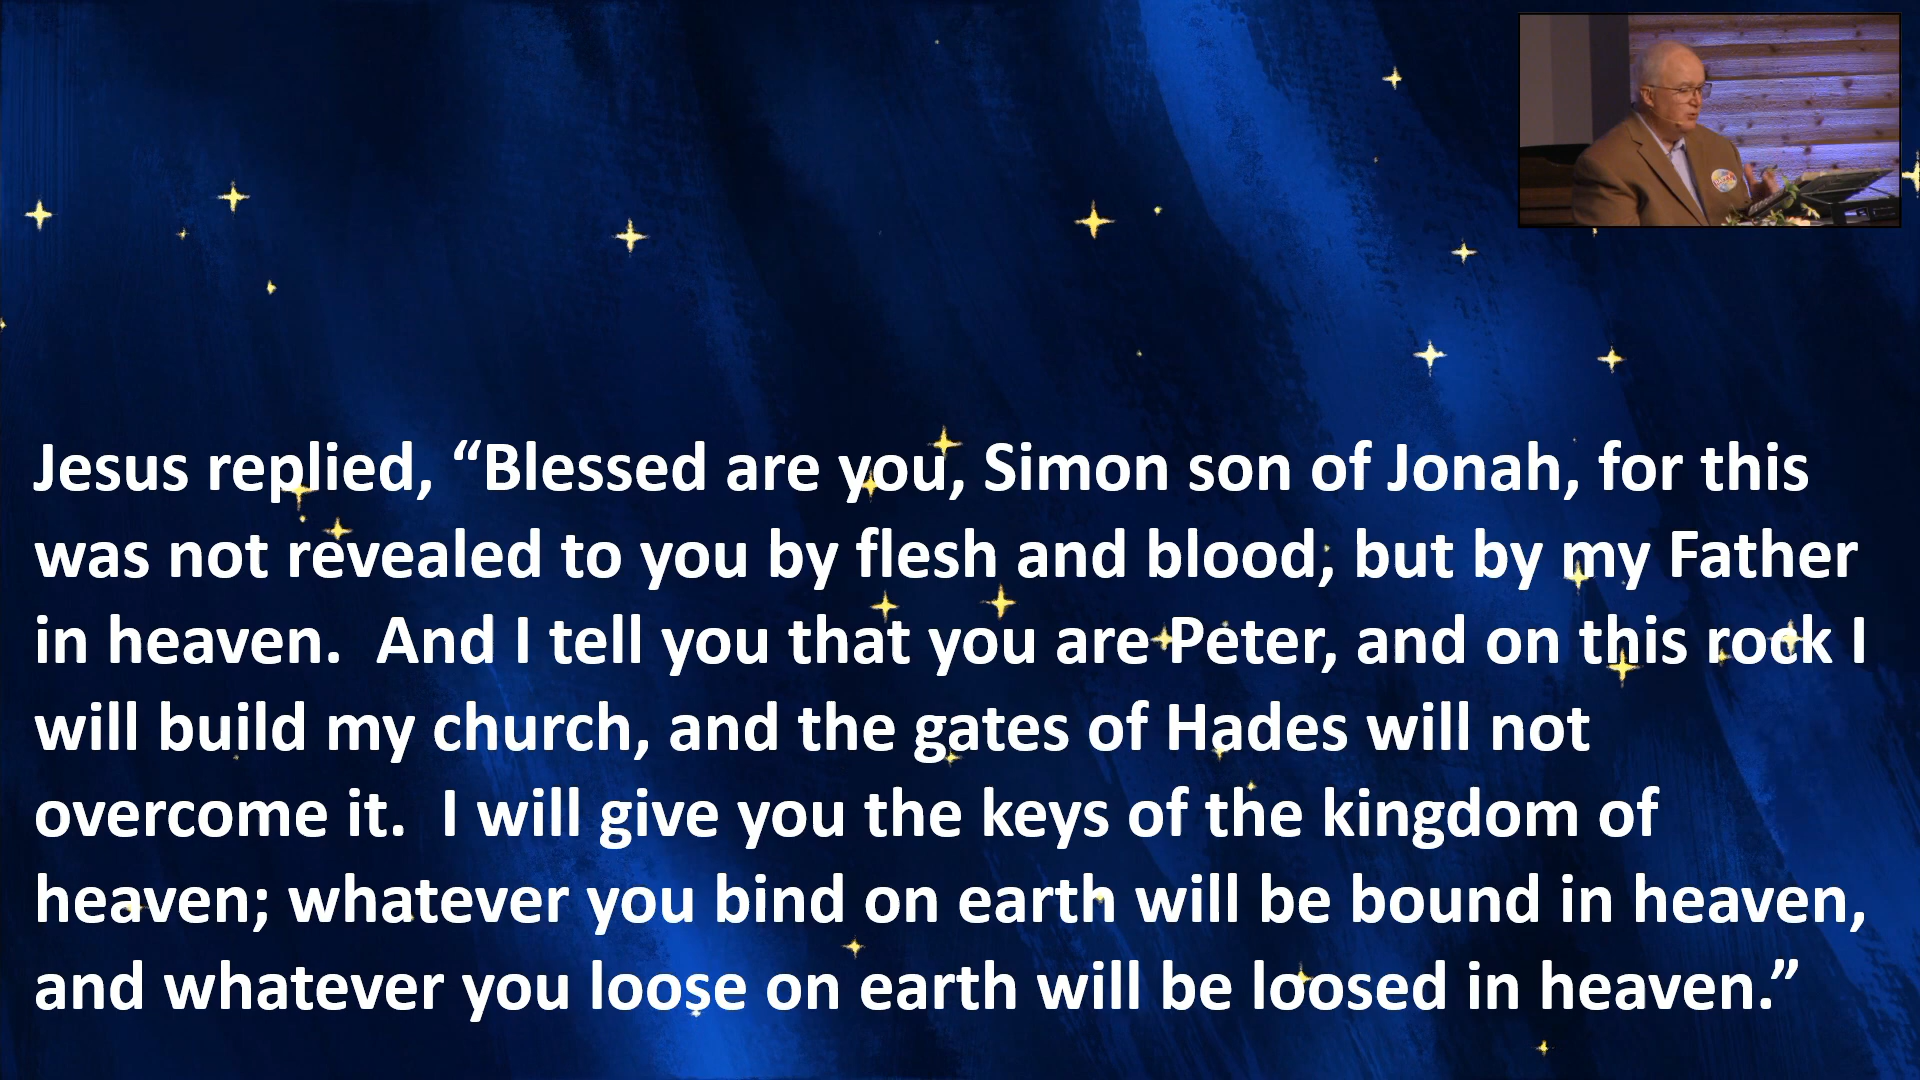 Jesus replied, “Blessed are you, Simon son of Jonah, for this
was not revealed to you by flesh and blood, but by my Father
in heaven.  And I tell you that you are Peter, and on this rock I
will build my church, and the gates of Hades will not
overcome it.  I will give you the keys of the kingdom of
heaven; whatever you bind on earth will be bound in heaven,
and whatever you loose on earth will be loosed in heaven.”